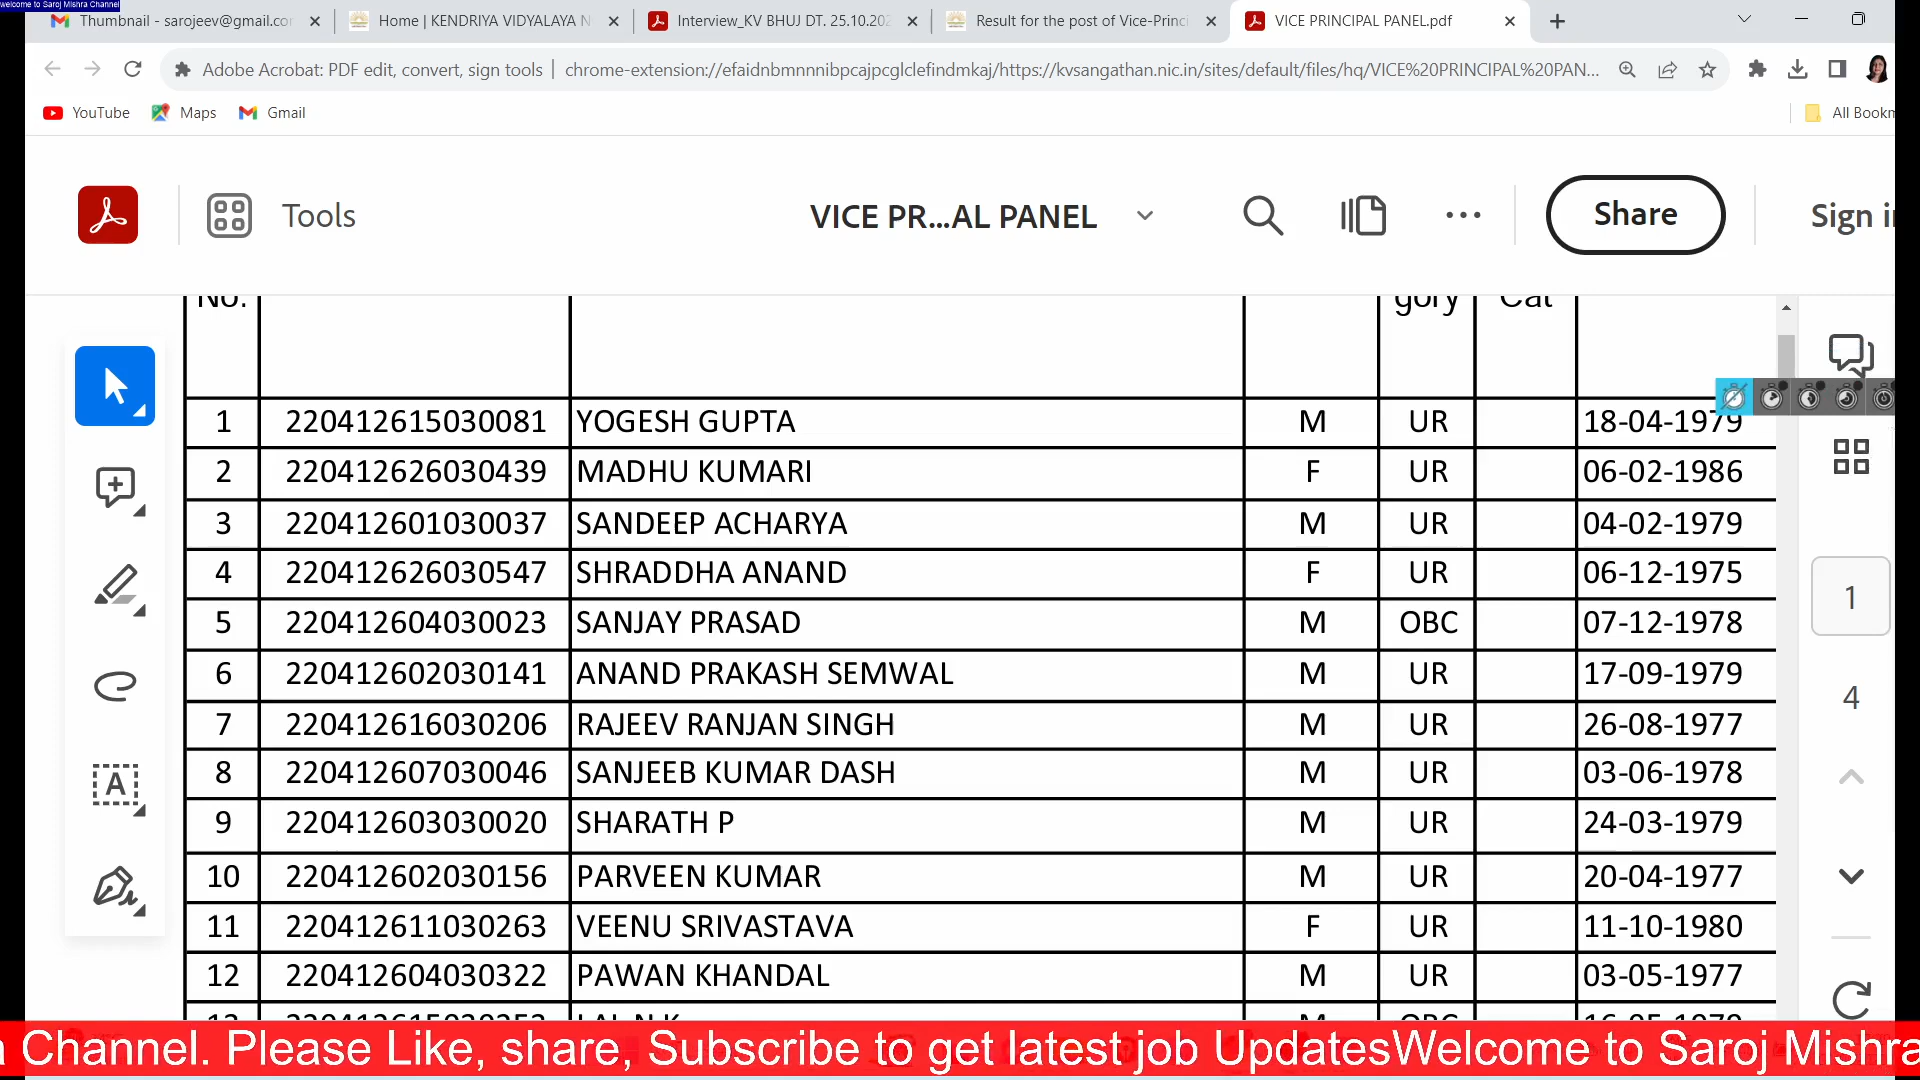 welcome to Saroj Mishra Channel
Thumbnail - sarojeev@gmail.co
Home | KENDRIYA VIDYALAYA N
Interview_KV BHUJ DT. 25.10.202
Result for the post of Vice-Princi
VICE PRINCIPAL PANEL.pdf
Adobe Acrobat: PDF edit, convert, sign tools | chrome-extension://efaidnbmnnnibpcajpcglclefindmkaj/https://kvsangathan.nic.in/sites/default/files/hq/VICE%20PRINCIPAL%20PAN...
YouTube Maps Gmail All Bookm
Tools VICE PR...AL PANEL Share Sign i
No. gory Cat
1 220412615030081 YOGESH GUPTA M UR 18-04-1979
2 220412626030439 MADHU KUMARI F UR 06-02-1986
3 220412601030037 SANDEEP ACHARYA M UR 04-02-1979
4 220412626030547 SHRADDHA ANAND F UR 06-12-1975
5 220412604030023 SANJAY PRASAD M OBC 07-12-1978
6 220412602030141 ANAND PRAKASH SEMWAL M UR 17-09-1979
7 220412616030206 RAJEEV RANJAN SINGH M UR 26-08-1977
8 220412607030046 SANJEEB KUMAR DASH M UR 03-06-1978
9 220412603030020 SHARATH P M UR 24-03-1979
10 220412602030156 PARVEEN KUMAR M UR 20-04-1977
11 220412611030263 VEENU SRIVASTAVA F UR 11-10-1980
12 220412604030322 PAWAN KHANDAL M UR 03-05-1977
1
4
Channel. Please Like, share, Subscribe to get latest job UpdatesWelcome to Saroj Mishra